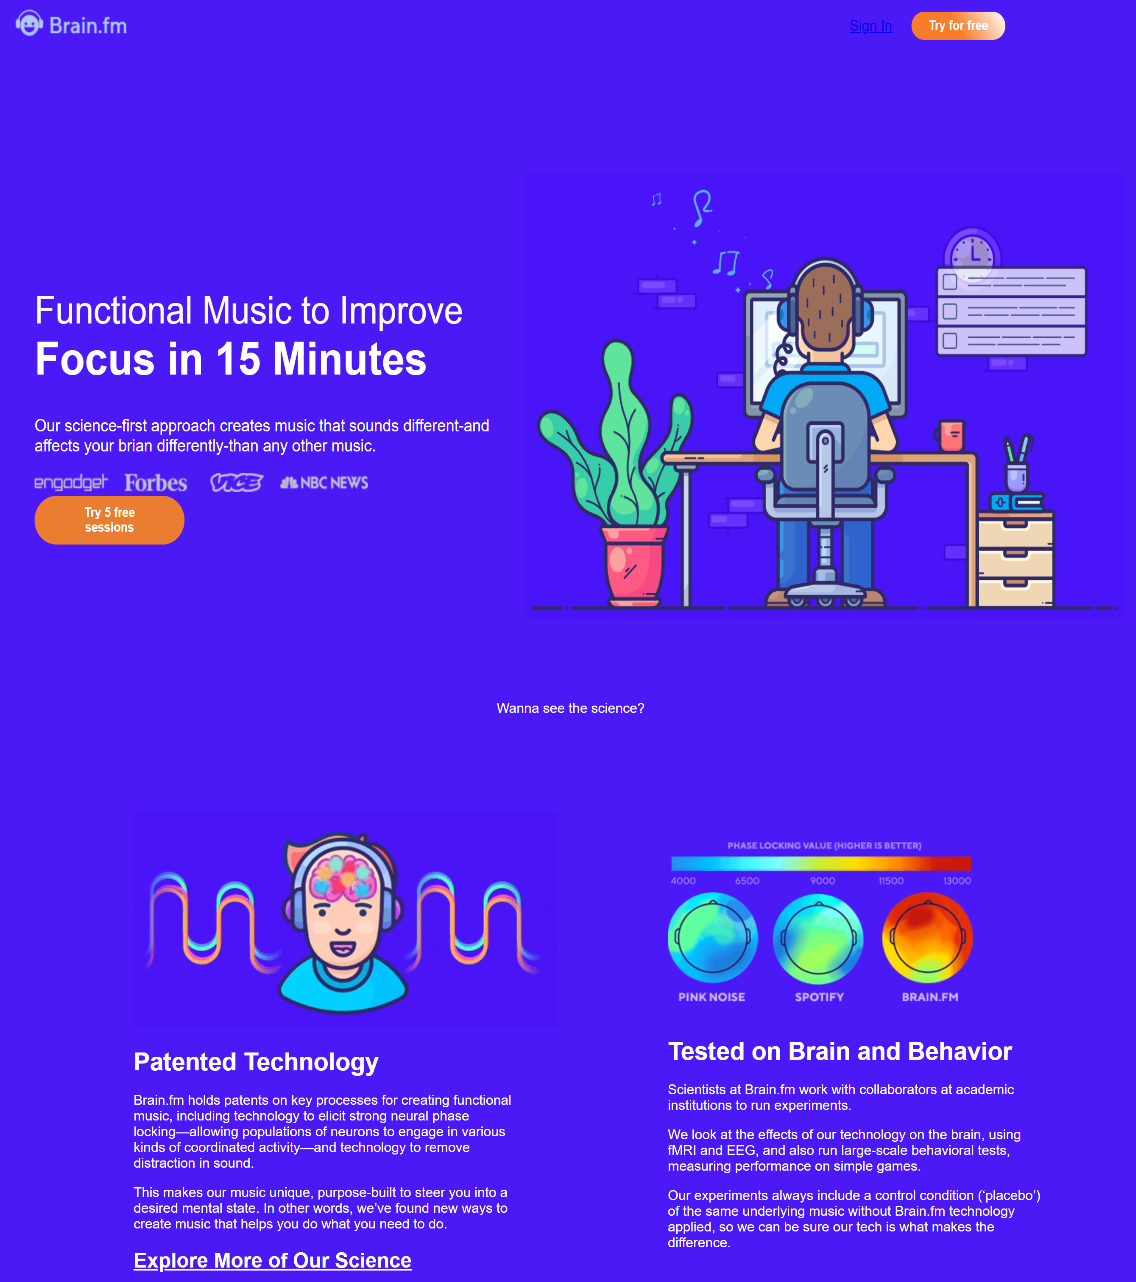 Brain.fm
Sign In
Try for free
Functional Music to Improve
Focus in 15 Minutes
Our science-first approach creates music that sounds different-and
affects your brian differently-than any other music.
engadget Forbes VICE NBC NEWS
Try 5 free
sessions
Wanna see the science?
PHASE LOCKING VALUE (HIGHER IS BETTER)
4000 6500 9000 11500 13000
PINK NOISE SPOTIFY BRAIN.FM
Patented Technology
Brain.fm holds patents on key processes for creating functional
music, including technology to elicit strong neural phase
locking—allowing populations of neurons to engage in various
kinds of coordinated activity—and technology to remove
distraction in sound.
This makes our music unique, purpose-built to steer you into a
desired mental state. In other words, we’ve found new ways to
create music that helps you do what you need to do.
Explore More of Our Science
Tested on Brain and Behavior
Scientists at Brain.fm work with collaborators at academic
institutions to run experiments.
We look at the effects of our technology on the brain, using
fMRI and EEG, and also run large-scale behavioral tests,
measuring performance on simple games.
Our experiments always include a control condition (‘placebo’)
of the same underlying music without Brain.fm technology
applied, so we can be sure our tech is what makes the
difference.